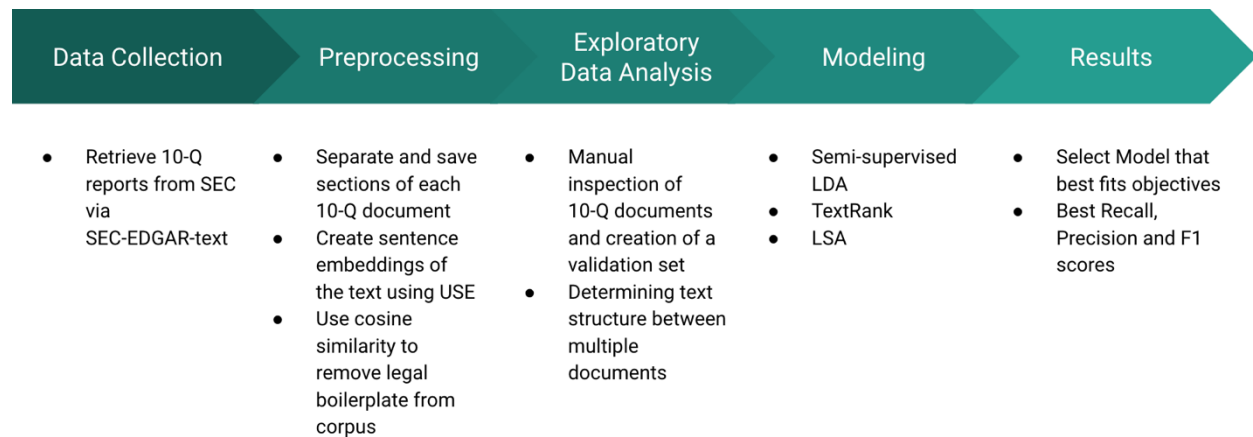 Data Collection
Preprocessing
Exploratory
Data Analysis
Modeling
Results
● Retrieve 10-Q
reports from SEC
via
SEC-EDGAR-text
● Separate and save
sections of each
10-Q document
● Create sentence
embeddings of
the text using USE
● Use cosine
similarity to
remove legal
boilerplate from
corpus
● Manual
inspection of
10-Q documents
and creation of a
validation set
● Determining text
structure between
multiple
documents
● Semi-supervised
LDA
● TextRank
● LSA
● Select Model that
best fits objectives
● Best Recall,
Precision and F1
scores